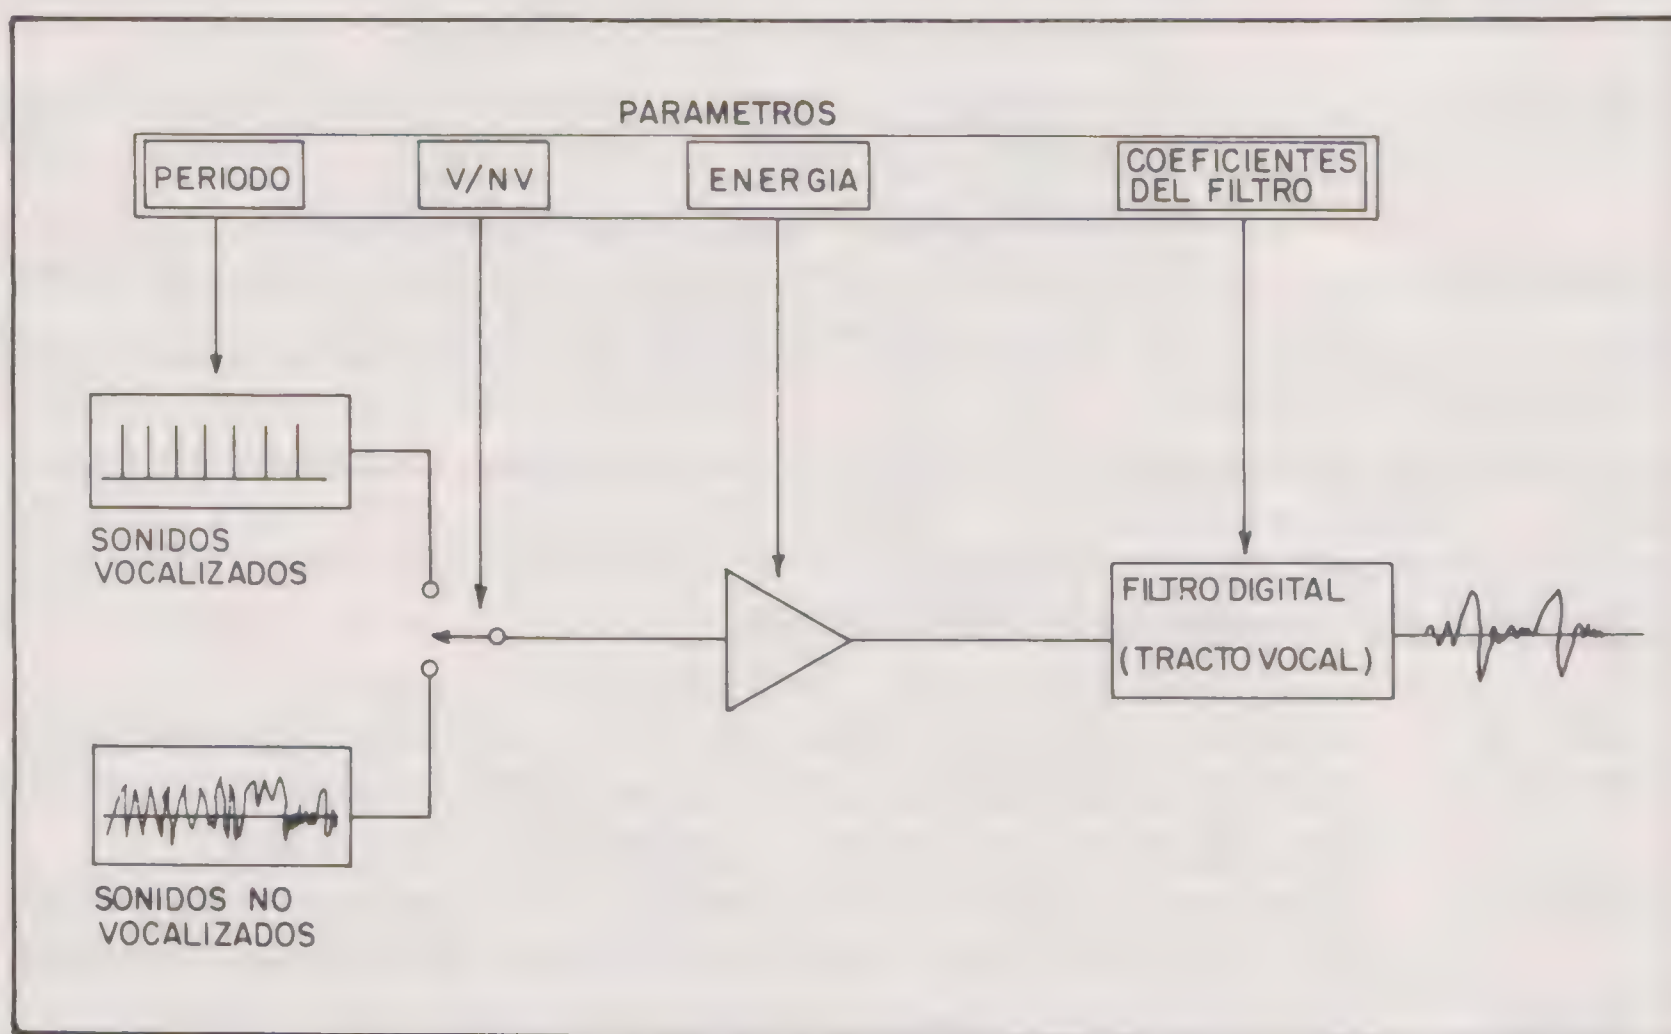 PARAMETROS
PERIODO
V/NV
ENERGIA
COEFICIENTES
DEL FILTRO
SONIDOS
VOCALIZADOS
FILTRO DIGITAL
(TRACTO VOCAL)
SONIDOS NO
VOCALIZADOS